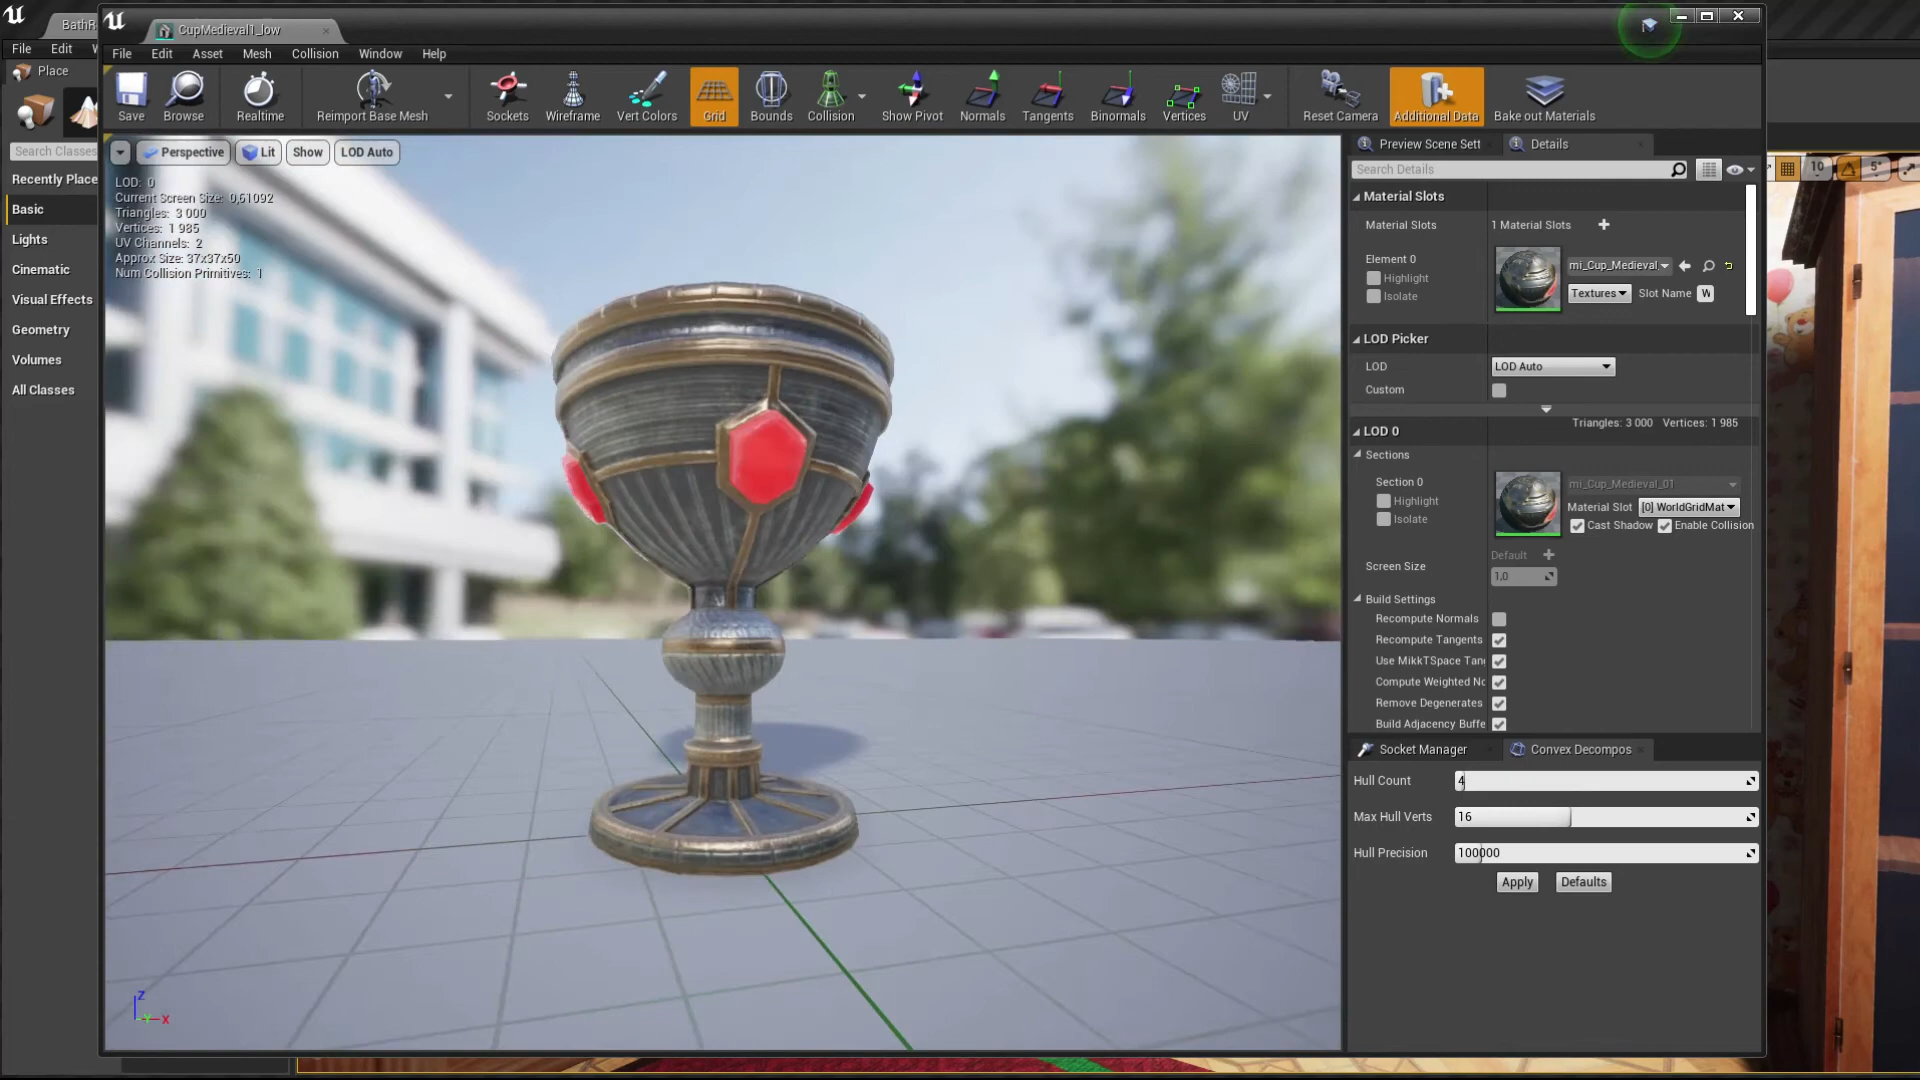 BathR
CupMedieval1_low
File Edit W
File Edit Asset Mesh Collision Window Help
Place
Save Browse Realtime Reimport Base Mesh Sockets Wireframe Vert Colors Grid Bounds Collision Show Pivot Normals Tangents Binormals Vertices UV Reset Camera Additional Data Bake out Materials
Search Classes
Recently Place
Basic
Lights
Cinematic
Visual Effects
Geometry
Volumes
All Classes
Perspective Lit Show LOD Auto
LOD: 0
Current Screen Size: 0,61092
Triangles: 3 000
Vertices: 1 985
UV Channels: 2
Approx Size: 37x37x50
Num Collision Primitives: 1
Z
Y X
Preview Scene Sett Details
Search Details
10 5°
Material Slots
Material Slots 1 Material Slots
Element 0 mi_Cup_Medieval
Highlight
Isolate Textures Slot Name W
LOD Picker
LOD LOD Auto
Custom
Triangles: 3 000 Vertices: 1 985
LOD 0
Sections
Section 0 mi_Cup_Medieval_01
Highlight Material Slot [0] WorldGridMat
Isolate Cast Shadow Enable Collision
Default
Screen Size 1,0
Build Settings
Recompute Normals
Recompute Tangents
Use MikkTSpace Tan
Compute Weighted No
Remove Degenerates
Build Adjacency Buffe
Socket Manager Convex Decompos
Hull Count 4
Max Hull Verts 16
Hull Precision 100000
Apply Defaults